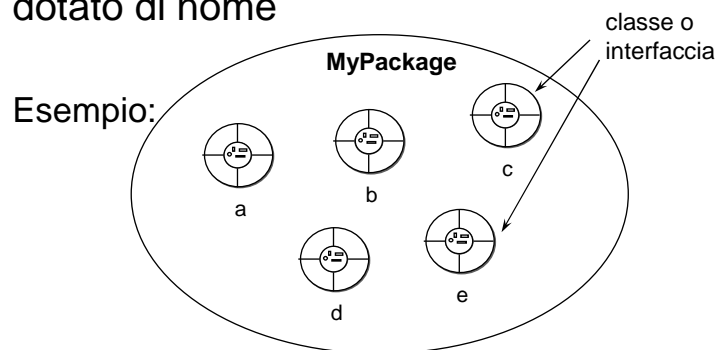 dotato di nome
classe o
interfaccia
MyPackage
Esempio:
a
b
c
d
e